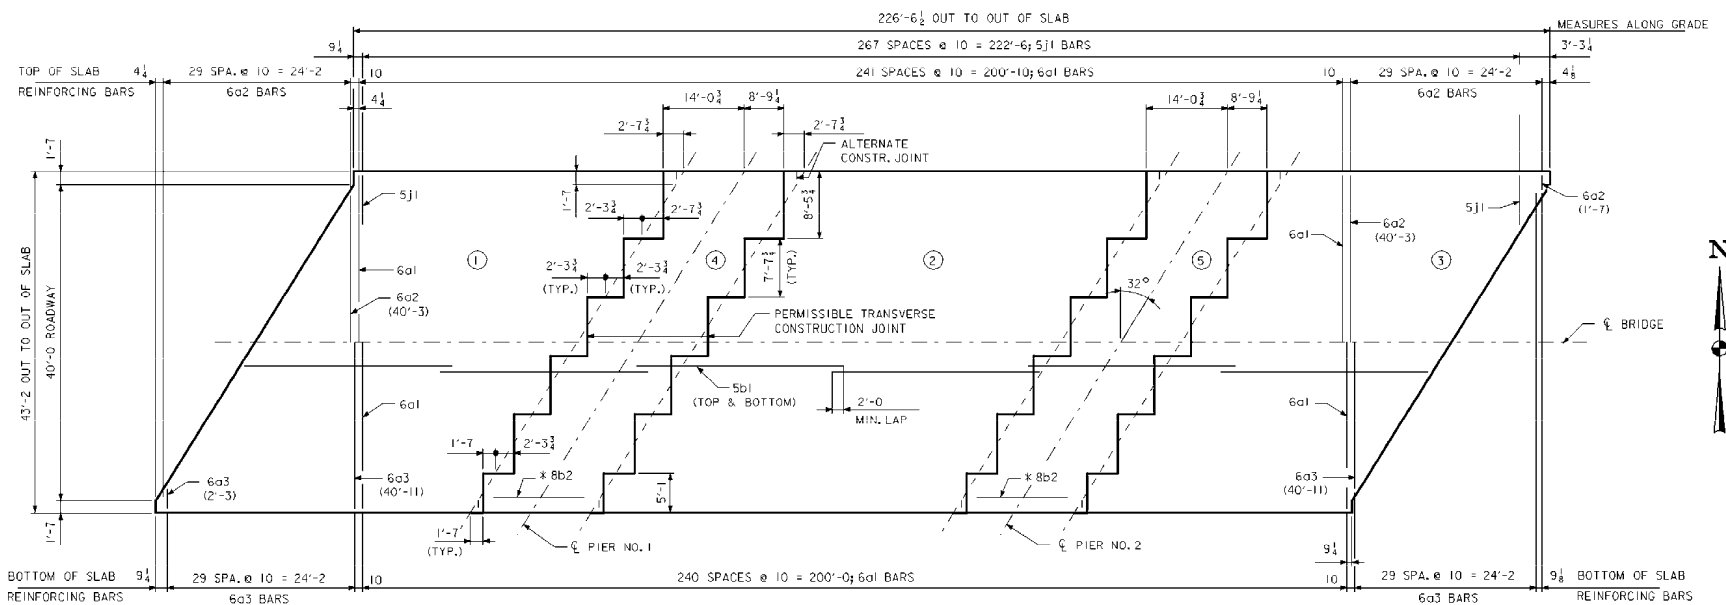 226'-6½ OUT TO OUT OF SLAB
MEASURES ALONG GRADE
9¼
267 SPACES @ 10 = 222'-6; 5j1 BARS
3'-3¼
TOP OF SLAB
REINFORCING BARS
4¼
29 SPA. @ 10 = 24'-2
6a2 BARS
10
241 SPACES @ 10 = 200'-10; 6a1 BARS
10
29 SPA. @ 10 = 24'-2
6a2 BARS
4⅛
4¼
14'-0¾
8'-9¼
14'-0¾
8'-9¼
2'-7¾
2'-7¾
ALTERNATE
CONSTR. JOINT
1'-7
1'-7
8'-5¾
5j1
2'-3¾
2'-7¾
5j1
6a2
(1'-7)
6a2
(40'-3)
6a1
1
4
2
5
3
N
7'-7¾
(TYP.)
6a1
2'-3¾
(TYP.)
2'-3¾
(TYP.)
32°
6a2
(40'-3)
PERMISSIBLE TRANSVERSE
CONSTRUCTION JOINT
℄ BRIDGE
43'-2 OUT TO OUT OF SLAB
40'-0 ROADWAY
5b1
(TOP & BOTTOM)
2'-0
MIN. LAP
6a1
6a1
1'-7
2'-3¾
6a3
(2'-3)
6a3
(40'-11)
* 8b2
5'-1
* 8b2
6a3
(40'-11)
1'-7
1'-7
(TYP.)
℄ PIER NO. 1
℄ PIER NO. 2
9¼
BOTTOM OF SLAB
REINFORCING BARS
9¼
29 SPA. @ 10 = 24'-2
6a3 BARS
10
240 SPACES @ 10 = 200'-0; 6a1 BARS
10
29 SPA. @ 10 = 24'-2
6a3 BARS
9⅛
BOTTOM OF SLAB
REINFORCING BARS